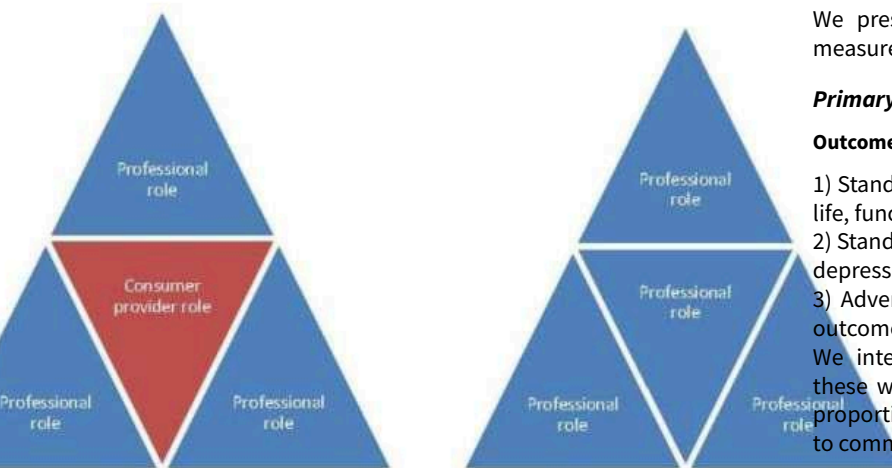 Professional
role
Consumer
provider role
Professional
role
Professional
role
Professional
role
Professional
role
Professional
role
Professional
role
We pres
measure
Primary
Outcome
1) Stand
life, func
2) Stand
depress
3) Adver
outcome
We inte
these w
proporti
to comm